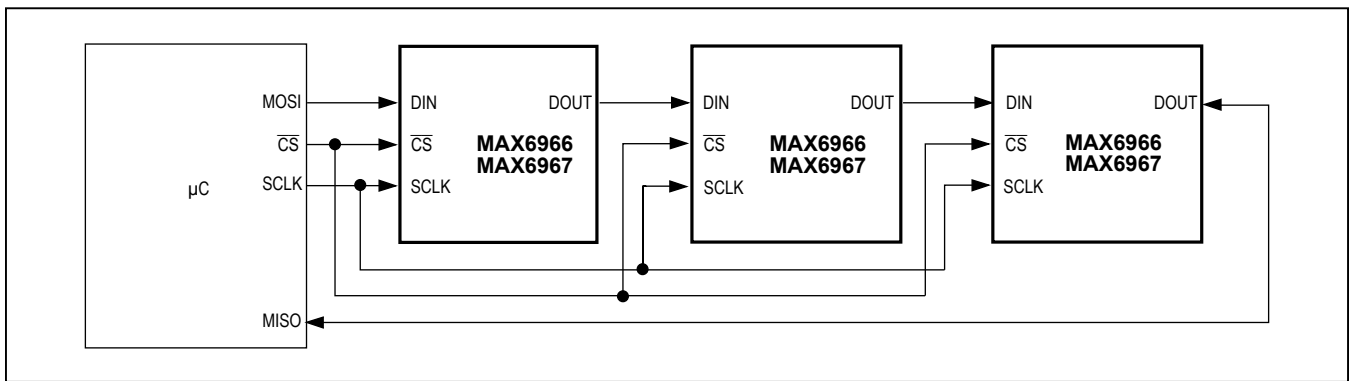 µC
MOSI
CS
SCLK
MISO
DIN
DOUT
CS
MAX6966
MAX6967
SCLK
DIN
DOUT
CS
MAX6966
MAX6967
SCLK
DIN
DOUT
CS
MAX6966
MAX6967
SCLK